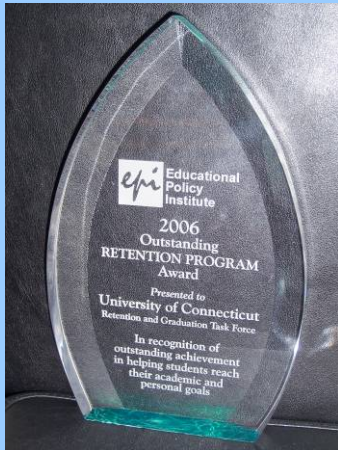 epi
Educational
Policy
Institute
2006
Outstanding
RETENTION PROGRAM
Award
Presented to
University of Connecticut
Retention and Graduation Task Force
In recognition of
outstanding achievement
in helping students reach
their academic and
personal goals